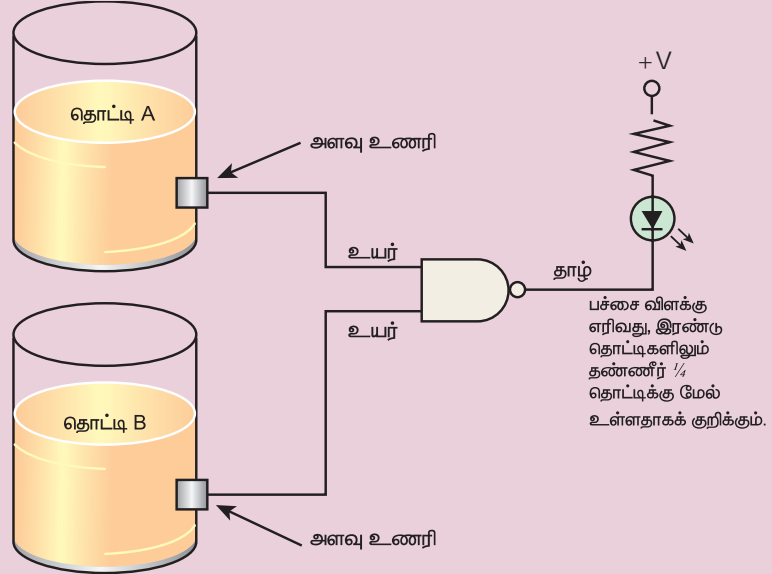 தொட்டி A
அளவு உணரி
உயர்
+V
தாழ்
பச்சை விளக்கு
எரிவது, இரண்டு
தொட்டிகளிலும்
தண்ணீர் ¼
தொட்டிக்கு மேல்
உள்ளதாகக் குறிக்கும்.
உயர்
தொட்டி B
அளவு உணரி